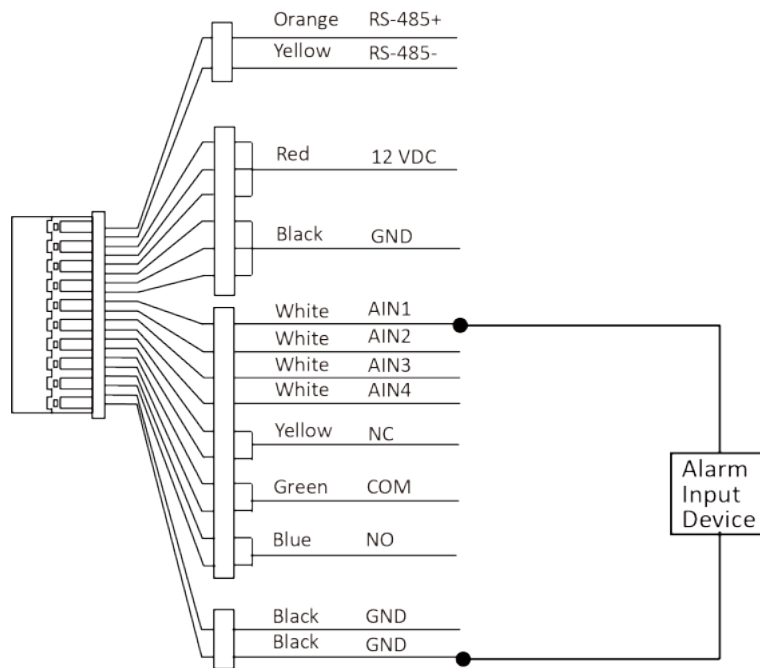 Orange RS-485+
Yellow RS-485-
Red 12 VDC
Black GND
White AIN1
White AIN2
White AIN3
White AIN4
Yellow NC
Green COM
Blue NO
Alarm
Input
Device
Black GND
Black GND